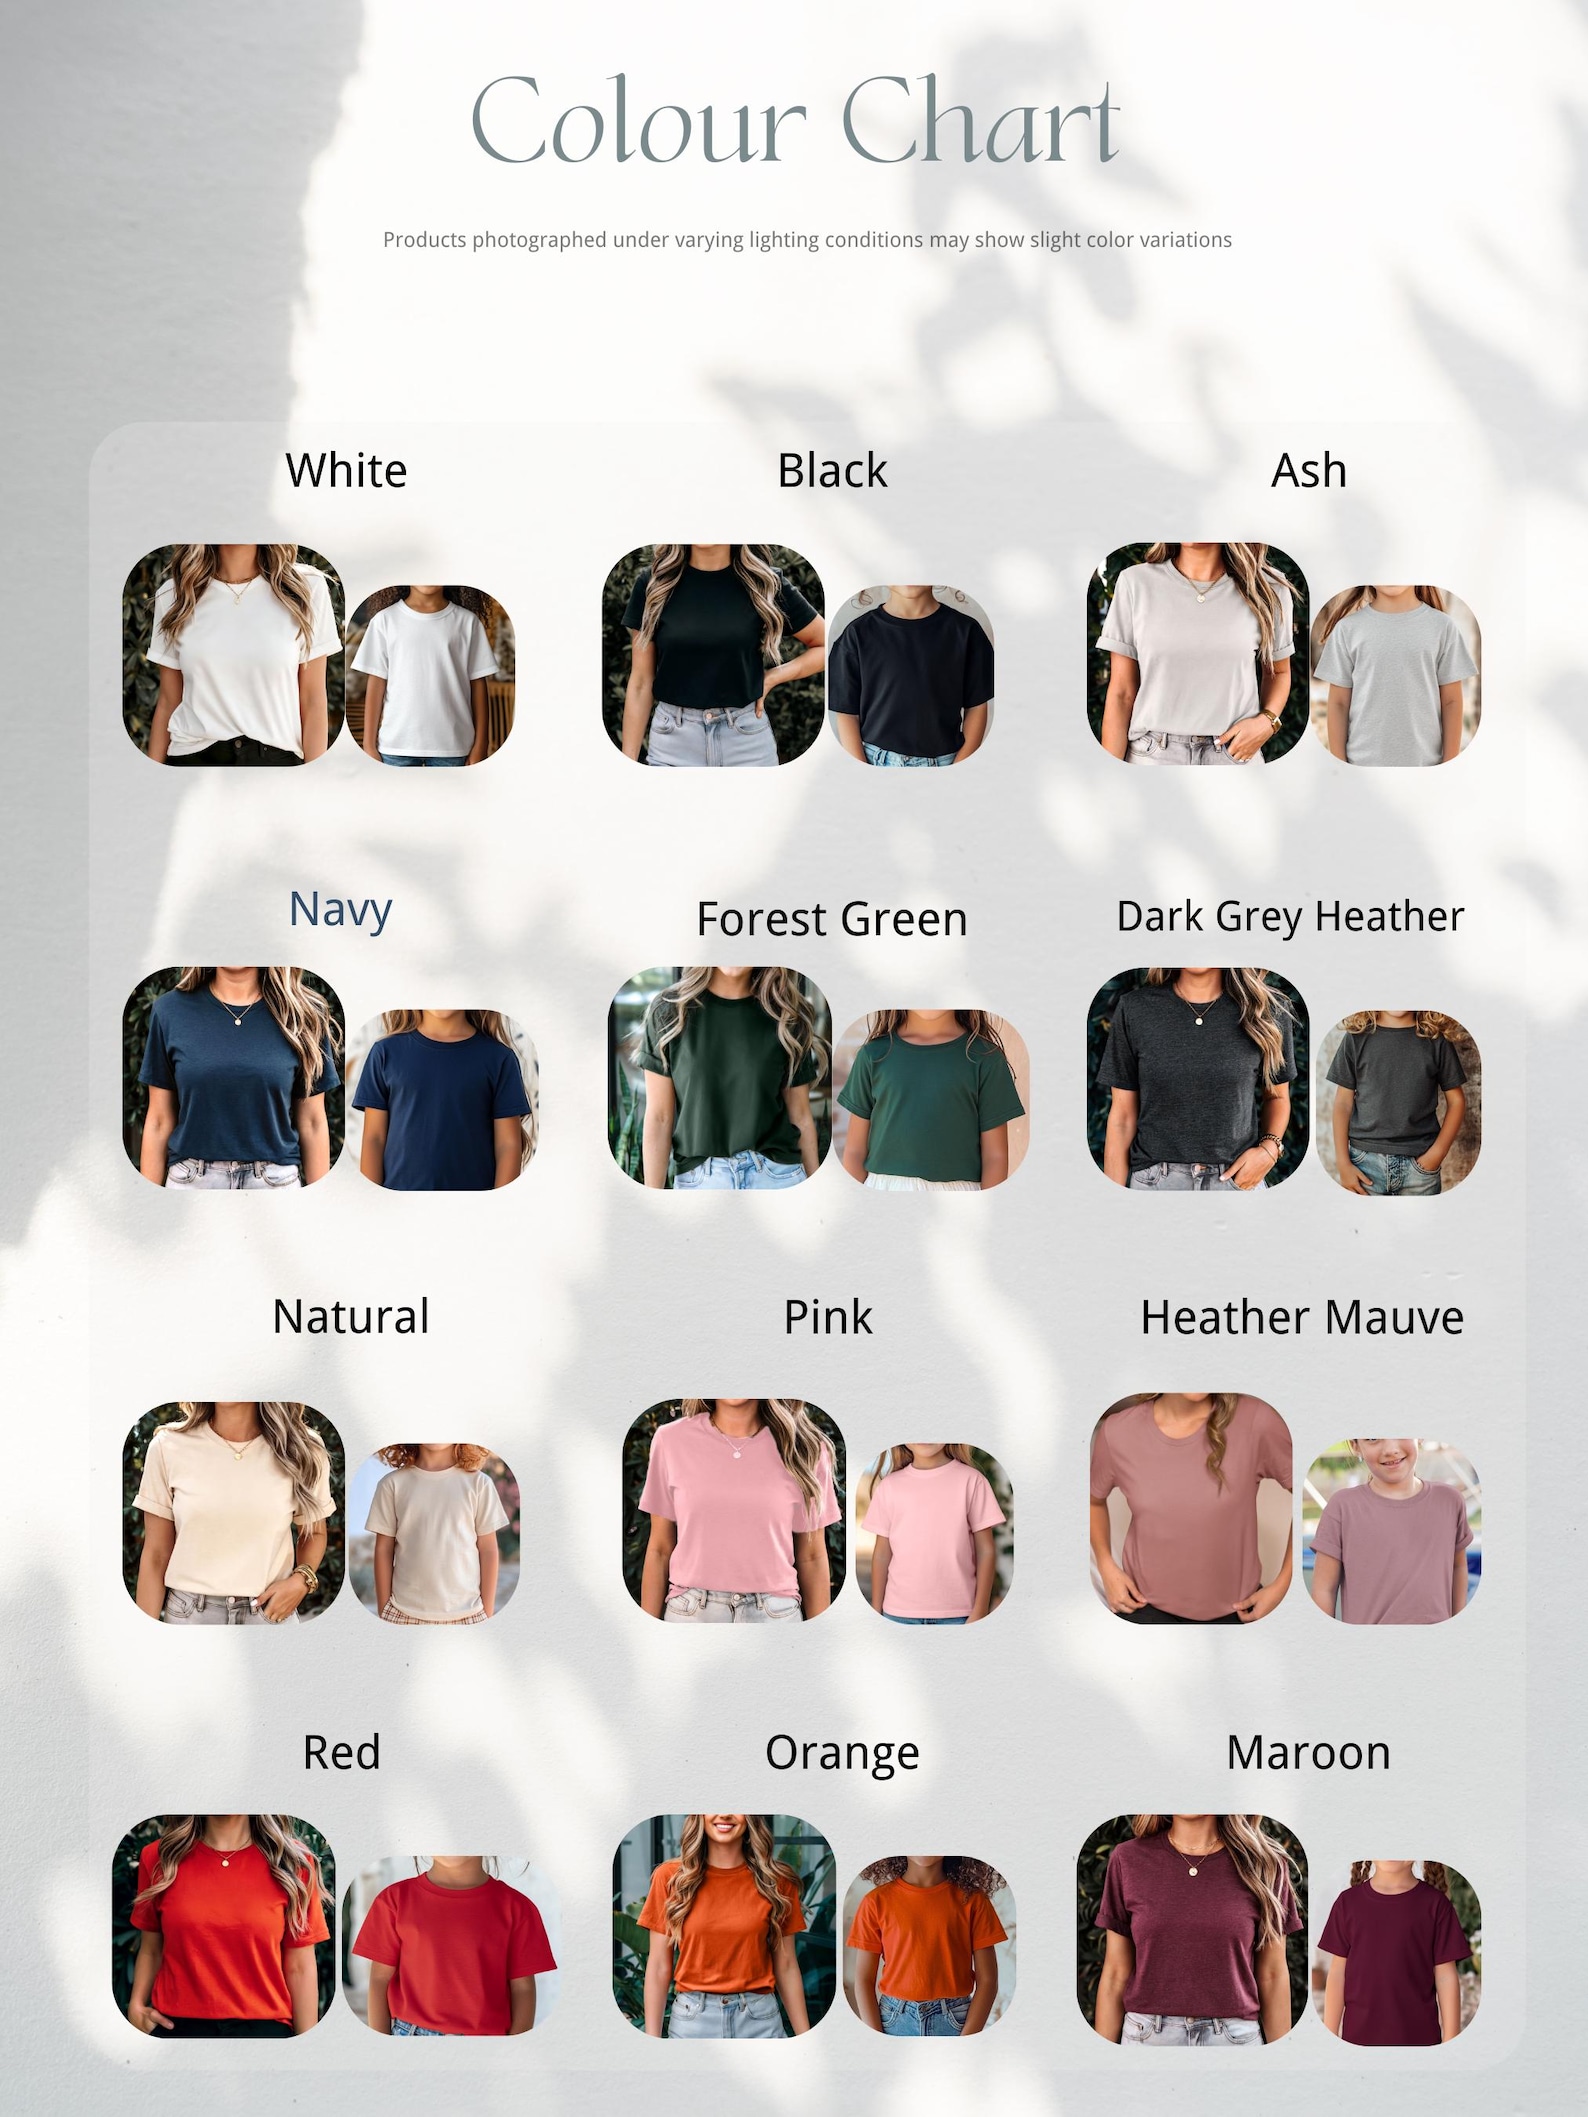 Colour Chart
Products photographed under varying lighting conditions may show slight color variations
White
Black
Ash
Navy
Forest Green
Dark Grey Heather
Natural
Pink
Heather Mauve
Red
Orange
Maroon